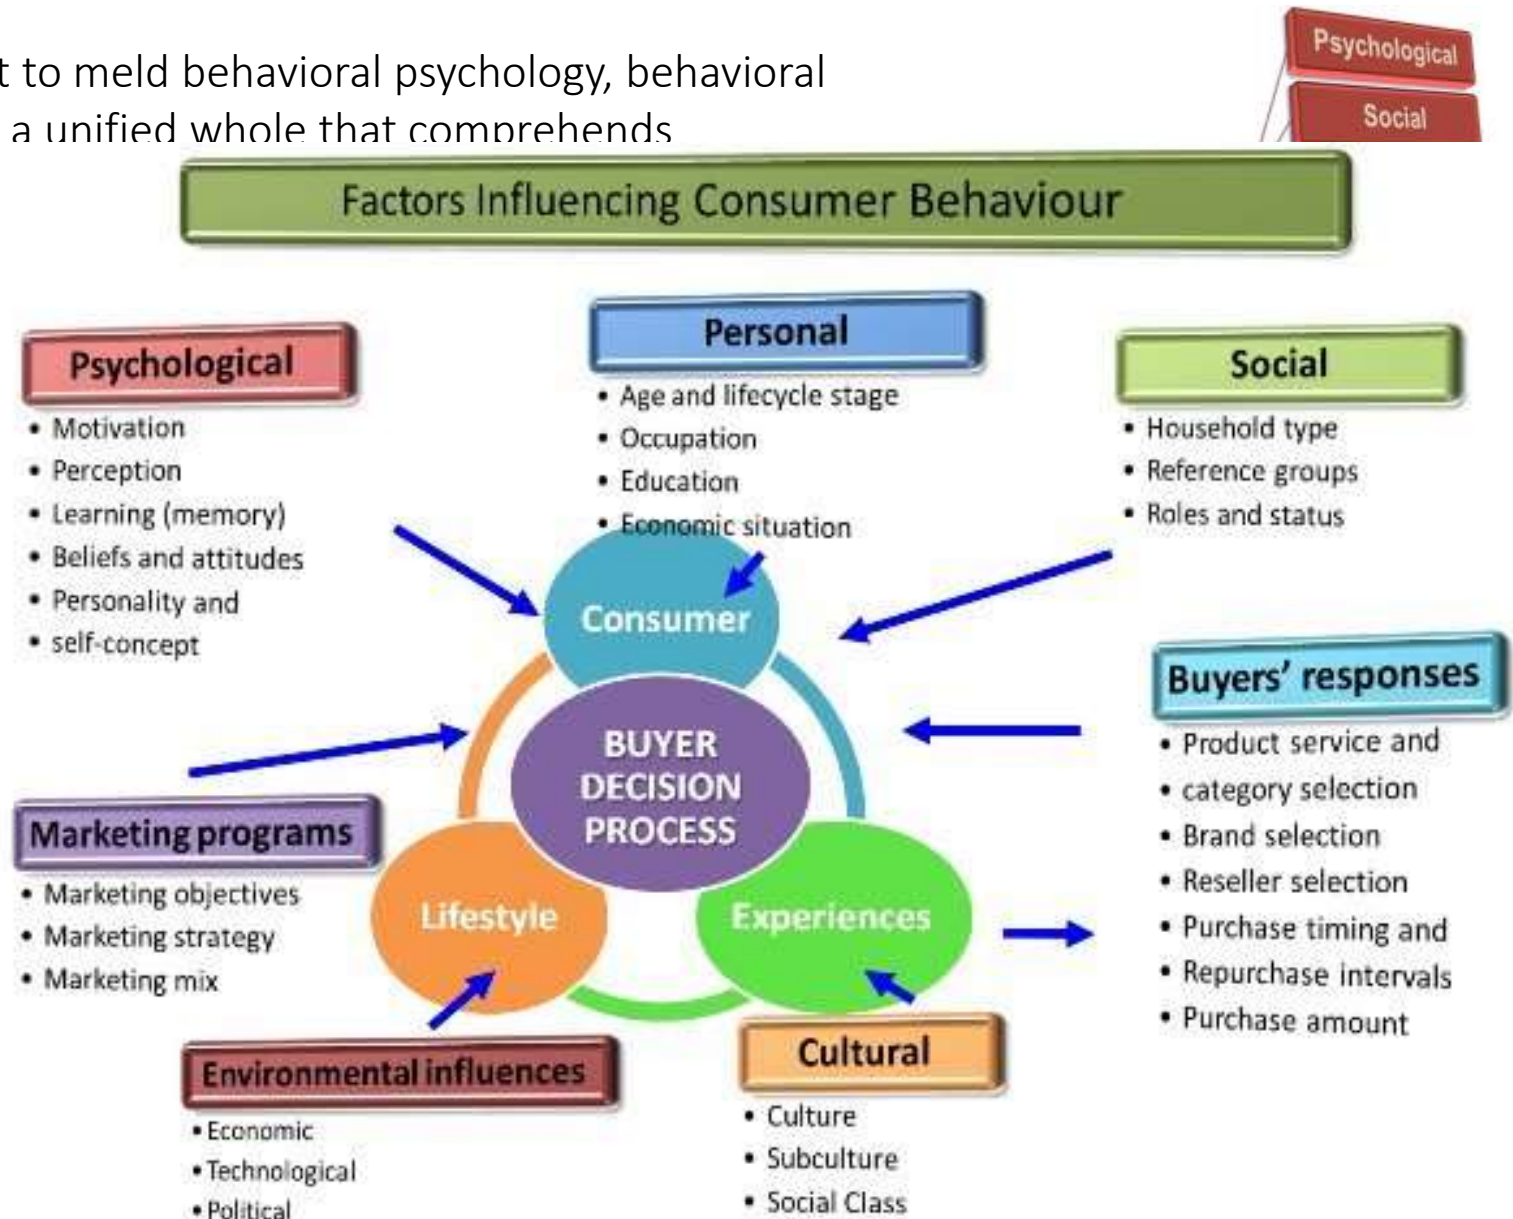 t to meld behavioral psychology, behavioral
a unified whole that comprehends
Psychological
Social
Factors Influencing Consumer Behaviour
Psychological
• Motivation
• Perception
• Learning (memory)
• Beliefs and attitudes
• Personality and
• self-concept
Personal
• Age and lifecycle stage
• Occupation
• Education
• Economic situation
Social
• Household type
• Reference groups
• Roles and status
Consumer
BUYER
DECISION
PROCESS
Lifestyle
Experiences
Buyers’ responses
• Product service and
• category selection
• Brand selection
• Reseller selection
• Purchase timing and
• Repurchase intervals
• Purchase amount
Marketing programs
• Marketing objectives
• Marketing strategy
• Marketing mix
Environmental influences
• Economic
• Technological
• Political
Cultural
• Culture
• Subculture
• Social Class